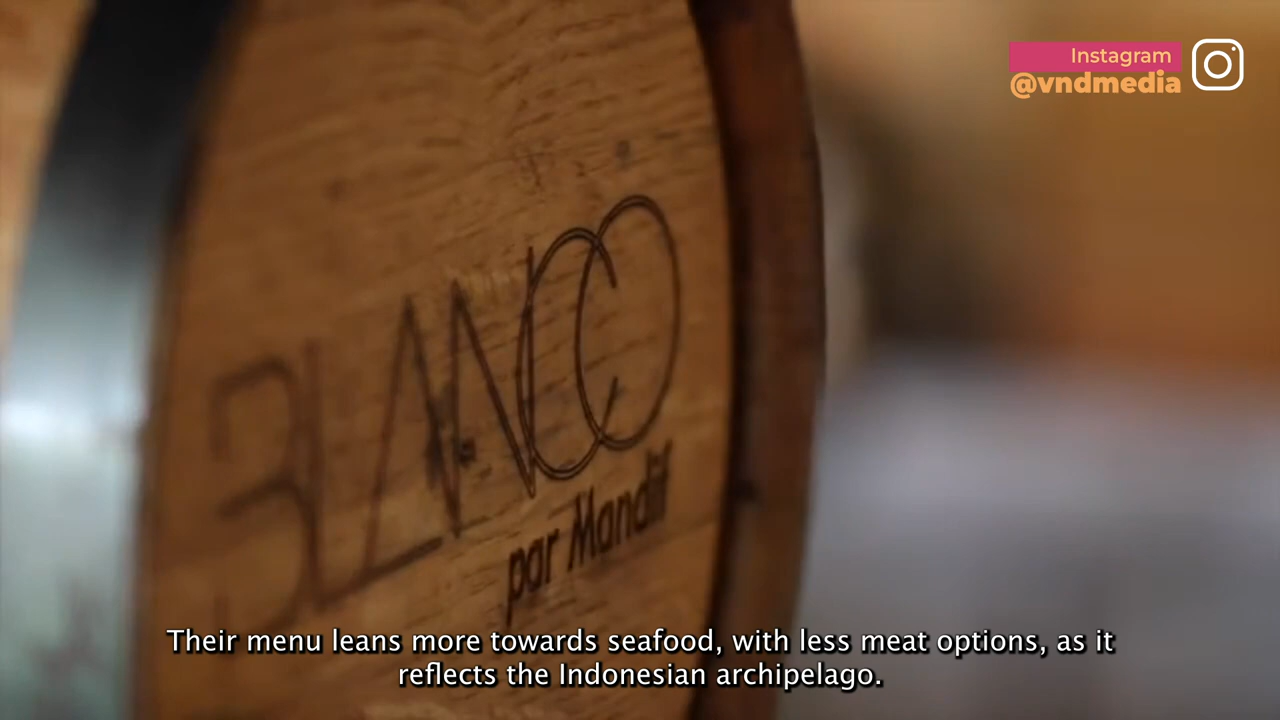 Instagram
@vndmedia
BLANCO
par Mandif
Their menu leans more towards seafood, with less meat options, as it
reflects the Indonesian archipelago.